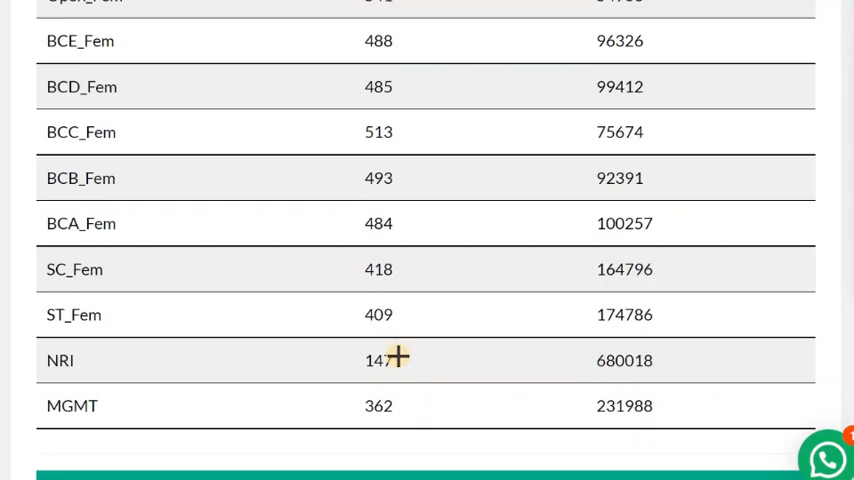 BCE_Fem 488 96326
BCD_Fem 485 99412
BCC_Fem 513 75674
BCB_Fem 493 92391
BCA_Fem 484 100257
SC_Fem 418 164796
ST_Fem 409 174786
NRI 147 680018
MGMT 362 231988